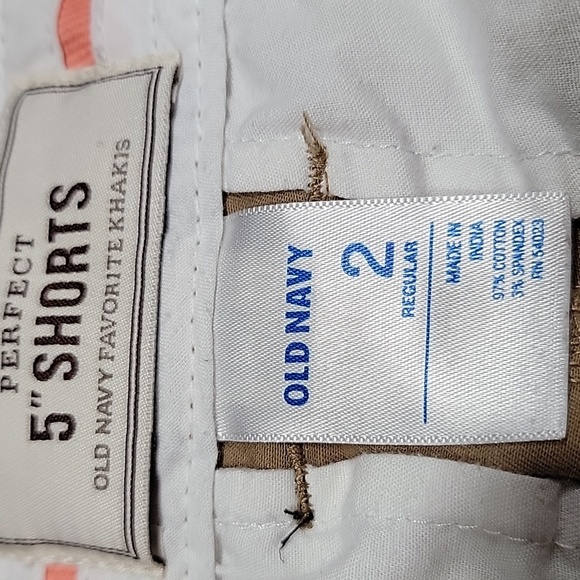 PERFECT
5" SHORTS
OLD NAVY FAVORITE KHAKIS
OLD NAVY
2
REGULAR
MADE IN
INDIA
97% COTTON
3% SPANDEX
RN 54023